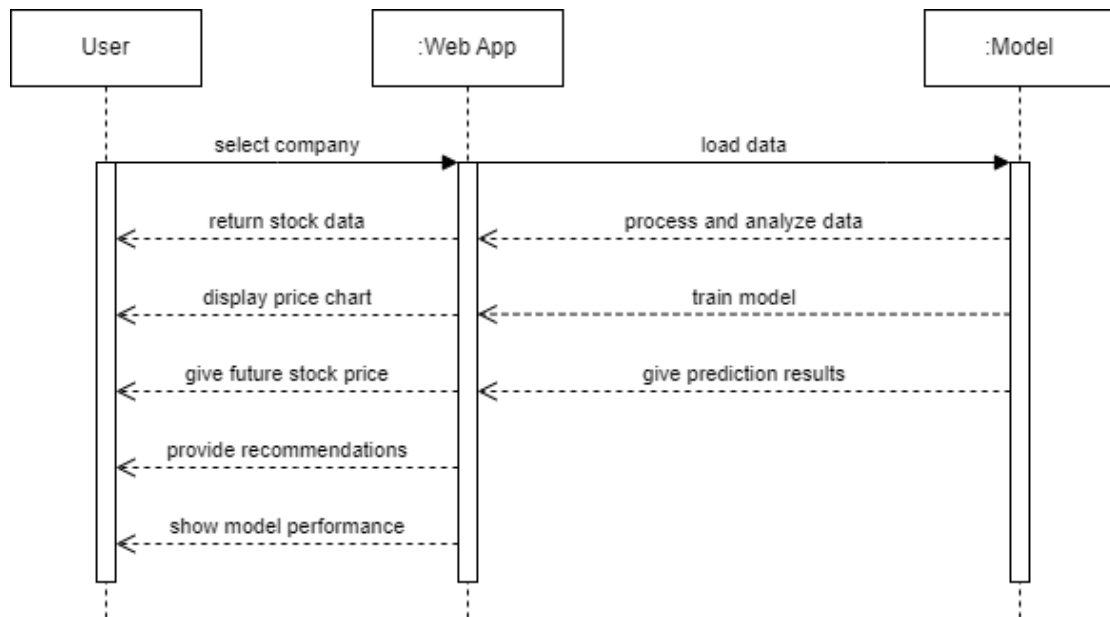 User
:Web App
:Model
select company
load data
return stock data
process and analyze data
display price chart
train model
give future stock price
give prediction results
provide recommendations
show model performance